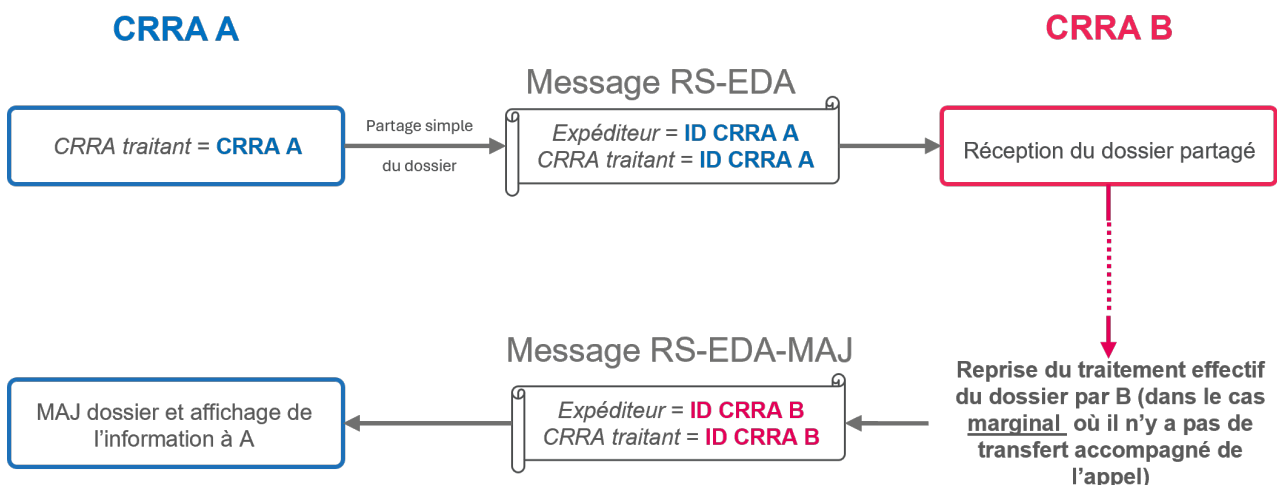 CRRA A
CRRA B
Message RS-EDA
CRRA traitant = CRRA A
Partage simple
du dossier
Expéditeur = ID CRRA A
CRRA traitant = ID CRRA A
Réception du dossier partagé
Message RS-EDA-MAJ
MAJ dossier et affichage de
l’information à A
Expéditeur = ID CRRA B
CRRA traitant = ID CRRA B
Reprise du traitement effectif
du dossier par B (dans le cas
marginal où il n’y a pas de
transfert accompagné de
l’appel)